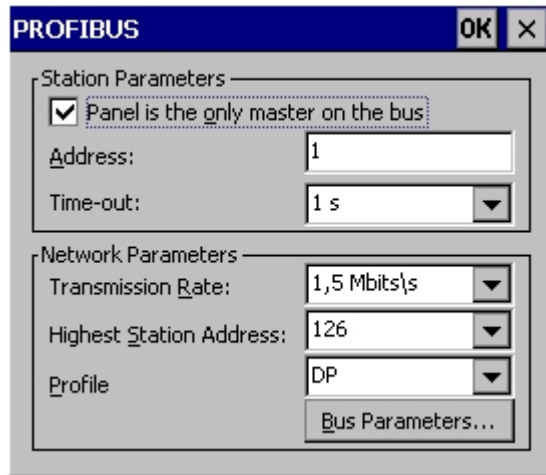 PROFIBUS OK ×
Station Parameters
Panel is the only master on the bus
Address: 1
Time-out: 1 s
Network Parameters
Transmission Rate: 1,5 Mbits\s
Highest Station Address: 126
Profile DP
Bus Parameters...